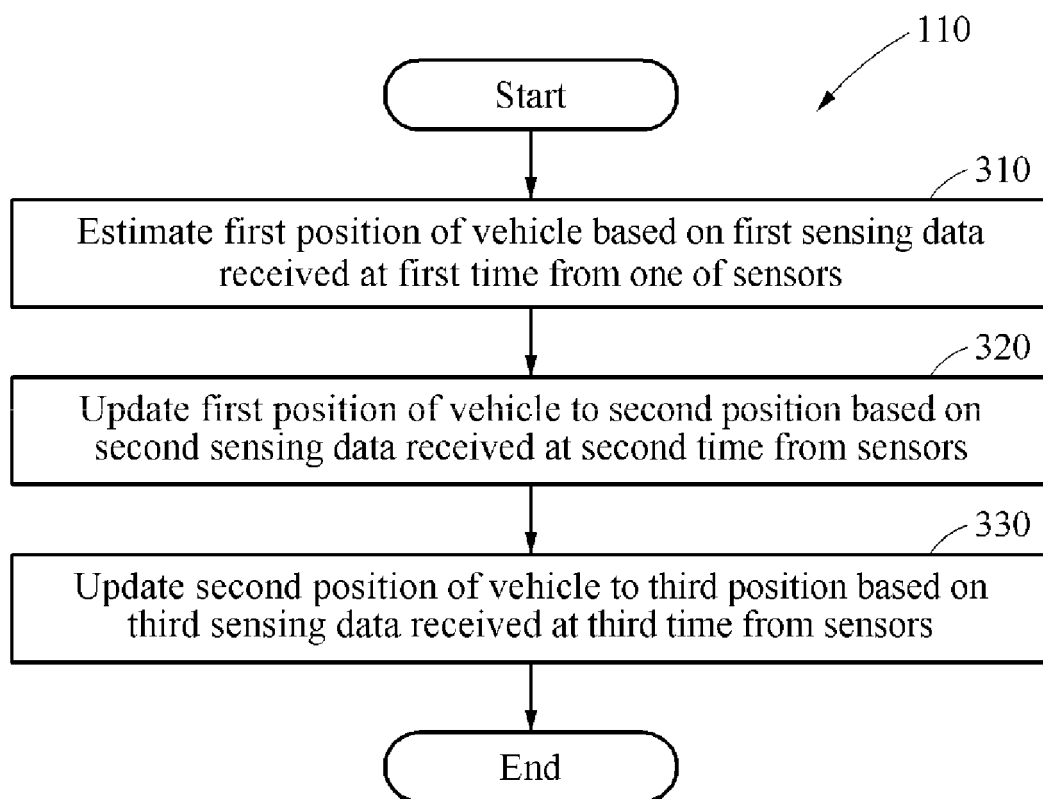 110
Start
310
Estimate first position of vehicle based on first sensing data
received at first time from one of sensors
320
Update first position of vehicle to second position based on
second sensing data received at second time from sensors
330
Update second position of vehicle to third position based on
third sensing data received at third time from sensors
End